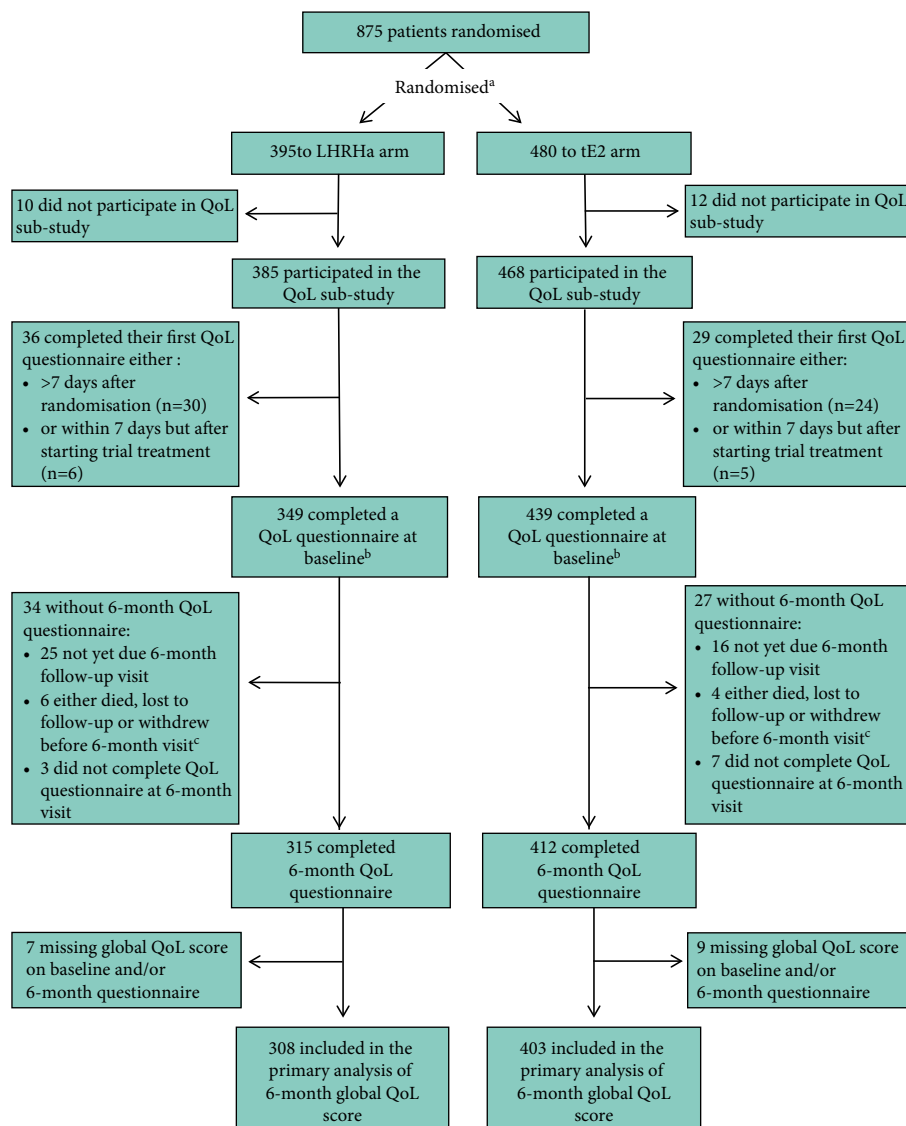 875 patients randomised
Randomisedᵃ
395to LHRHa arm
480 to tE2 arm
10 did not participate in QoL
sub-study
12 did not participate in QoL
sub-study
385 participated in the
QoL sub-study
468 participated in the
QoL sub-study
36 completed their first QoL
questionnaire either :
• >7 days after
randomisation (n=30)
• or within 7 days but after
starting trial treatment
(n=6)
29 completed their first QoL
questionnaire either:
• >7 days after
randomisation (n=24)
• or within 7 days but after
starting trial treatment
(n=5)
349 completed a
QoL questionnaire at
baselineᵇ
439 completed a
QoL questionnaire at
baselineᵇ
34 without 6-month QoL
questionnaire:
• 25 not yet due 6-month
follow-up visit
• 6 either died, lost to
follow-up or withdrew
before 6-month visitᶜ
• 3 did not complete QoL
questionnaire at 6-month
visit
27 without 6-month QoL
questionnaire:
• 16 not yet due 6-month
follow-up visit
• 4 either died, lost to
follow-up or withdrew
before 6-month visitᶜ
• 7 did not complete QoL
questionnaire at 6-month
visit
315 completed
6-month QoL
questionnaire
412 completed
6-month QoL
questionnaire
7 missing global QoL score
on baseline and/or
6-month questionnaire
9 missing global QoL score
on baseline and/or
6-month questionnaire
308 included in the
primary analysis of
6-month global QoL
score
403 included in the
primary analysis of
6-month global QoL
score